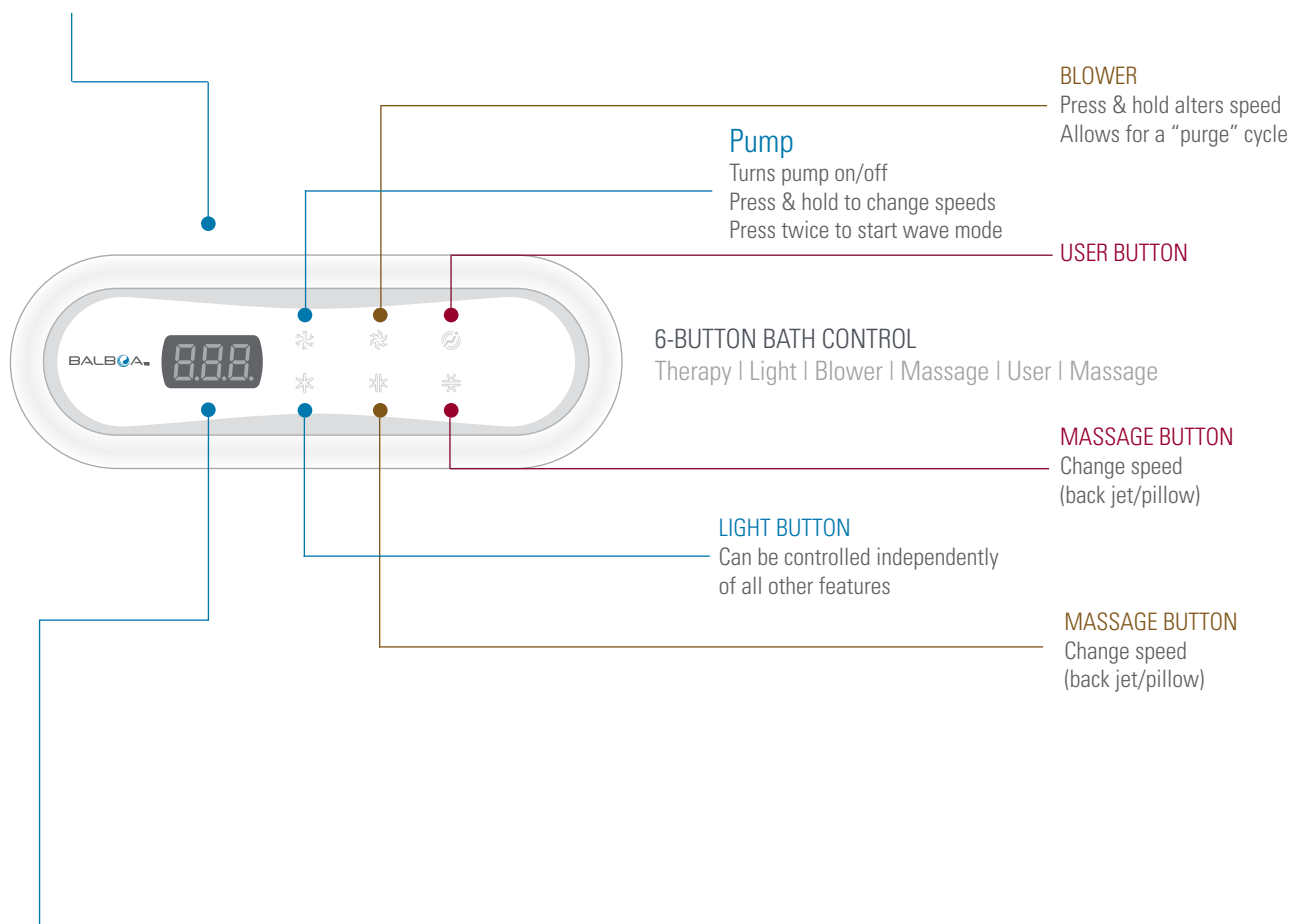 BLOWER
Press & hold alters speed
Allows for a “purge” cycle
Pump
Turns pump on/off
Press & hold to change speeds
Press twice to start wave mode
USER BUTTON
BALBOA
8.8.8.
6-BUTTON BATH CONTROL
Therapy | Light | Blower | Massage | User | Massage
MASSAGE BUTTON
Change speed
(back jet/pillow)
LIGHT BUTTON
Can be controlled independently
of all other features
MASSAGE BUTTON
Change speed
(back jet/pillow)